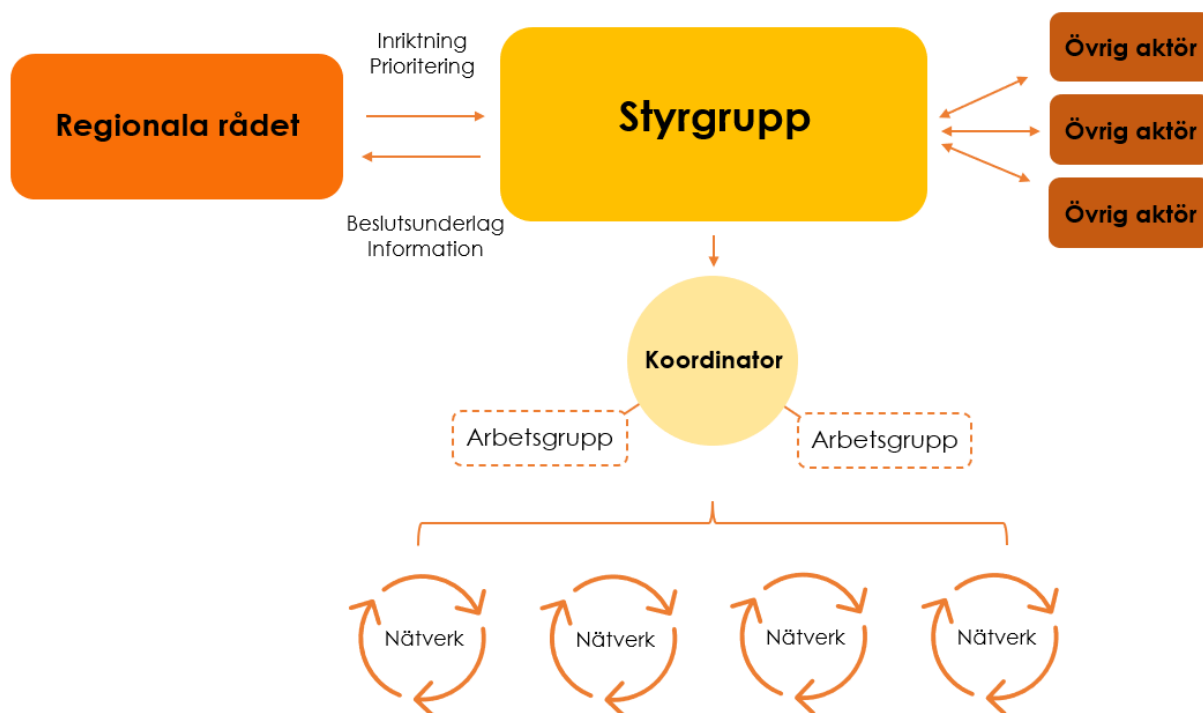 Regionala rådet
Inriktning
Prioritering
Beslutsunderlag
Information
Styrgrupp
Övrig aktör
Övrig aktör
Övrig aktör
Koordinator
Arbetsgrupp
Arbetsgrupp
Nätverk
Nätverk
Nätverk
Nätverk